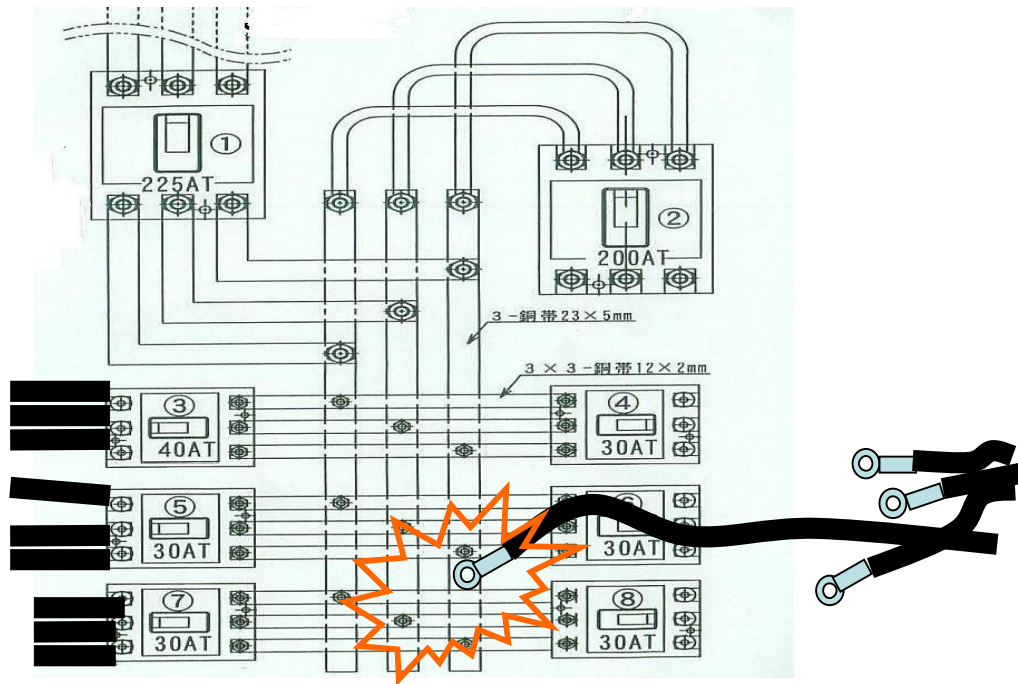 ①
225AT
②
200AT
3-銅帯23×5mm
3×3-銅帯12×2mm
③
40AT
④
30AT
⑤
30AT
⑥
30AT
⑦
30AT
⑧
30AT